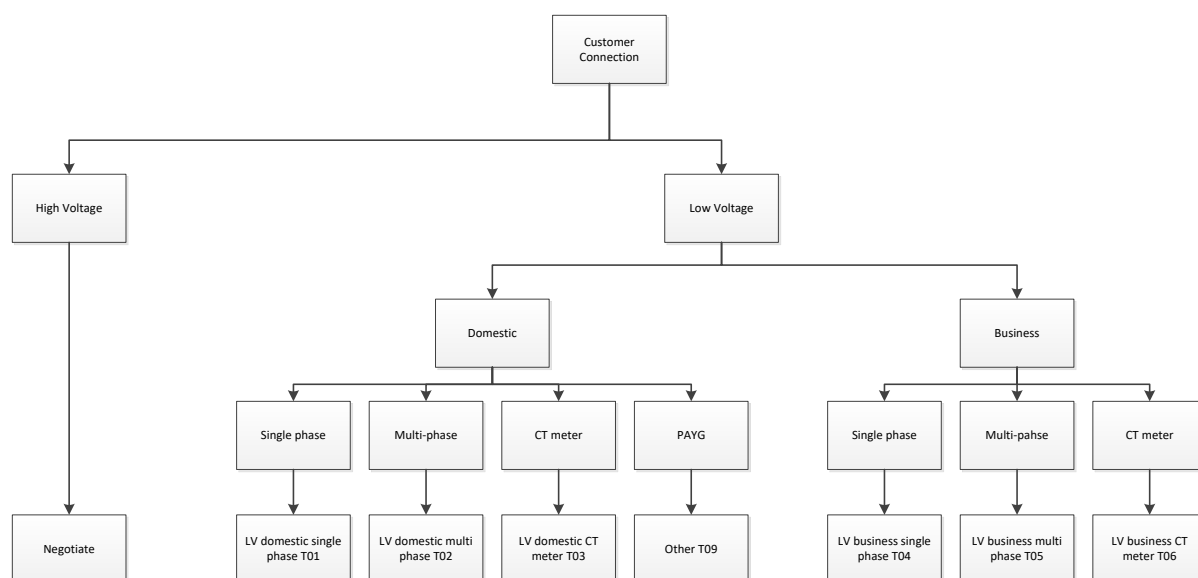 Customer
Connection
High Voltage
Low Voltage
Domestic
Business
Single phase
Multi-phase
CT meter
PAYG
Single phase
Multi-pahse
CT meter
Negotiate
LV domestic single
phase T01
LV domestic multi
phase T02
LV domestic CT
meter T03
Other T09
LV business single
phase T04
LV business multi
phase T05
LV business CT
meter T06